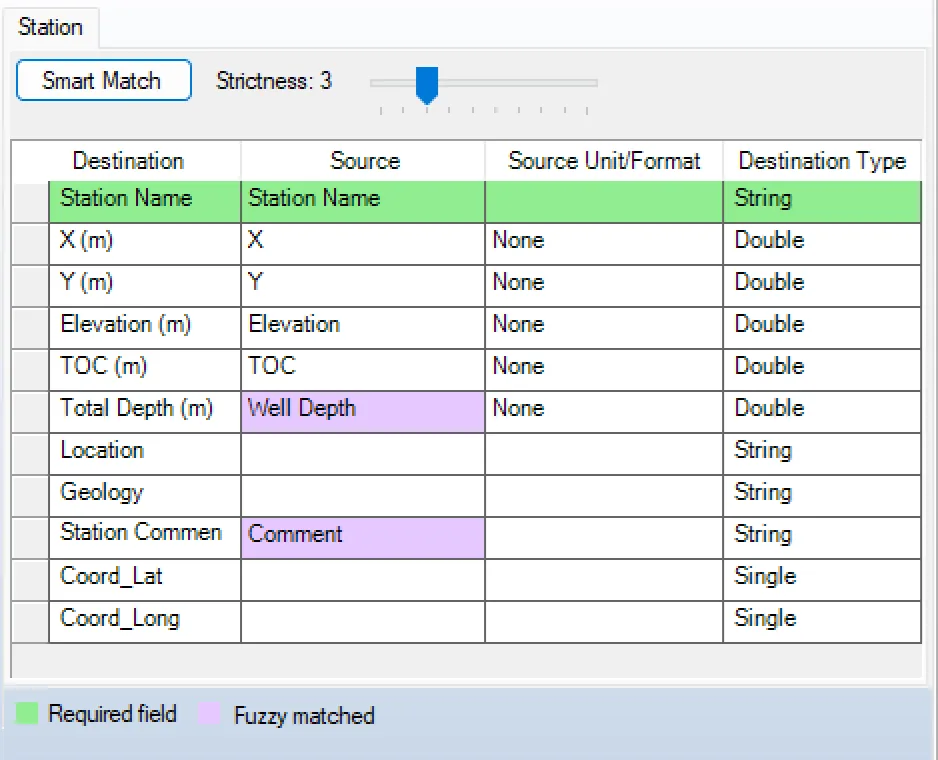 Station
Smart Match Strictness: 3
Destination Source Source Unit/Format Destination Type
Station Name Station Name String
X (m) X None Double
Y (m) Y None Double
Elevation (m) Elevation None Double
TOC (m) TOC None Double
Total Depth (m) Well Depth None Double
Location String
Geology String
Station Commen Comment String
Coord_Lat Single
Coord_Long Single
Required field Fuzzy matched